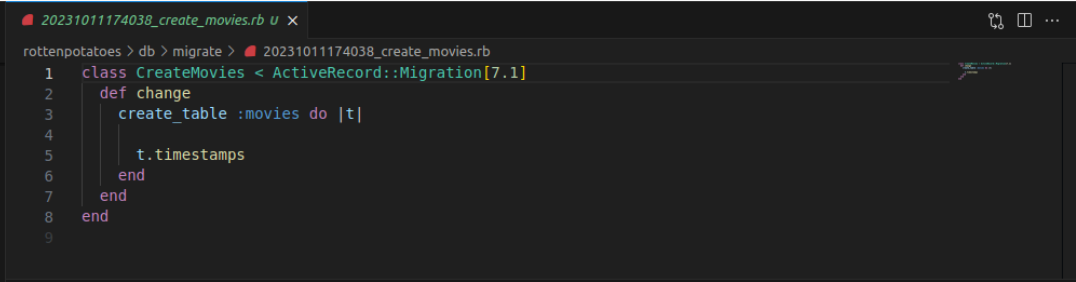 20231011174038_create_movies.rb U
rottenpotatoes > db > migrate > 20231011174038_create_movies.rb
1 class CreateMovies < ActiveRecord::Migration[7.1]
2   def change
3     create_table :movies do |t|
4
5       t.timestamps
6     end
7   end
8 end
9